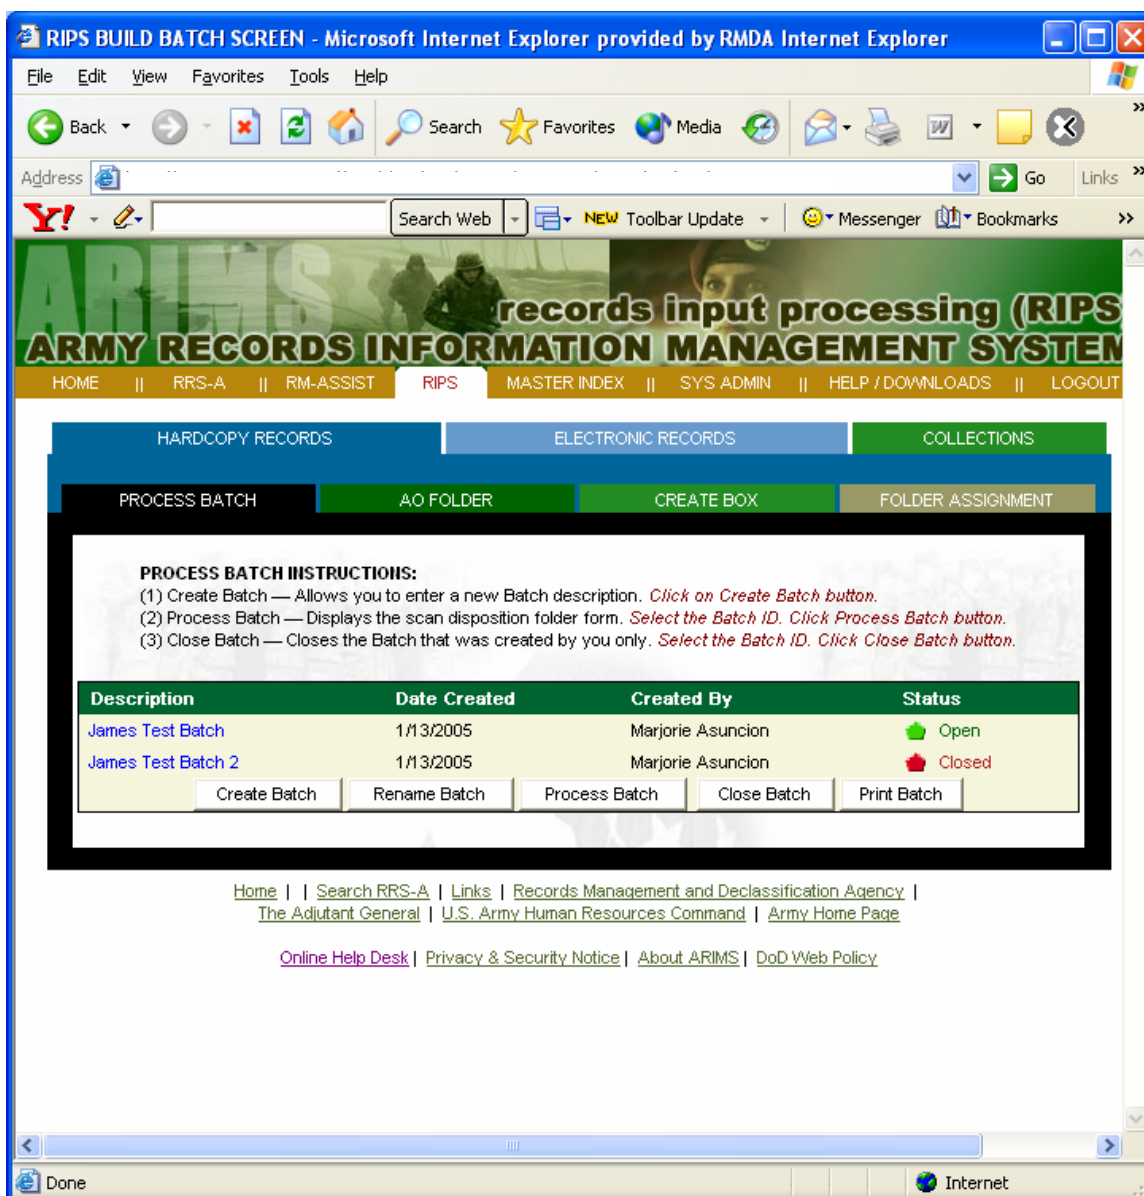 RIPS BUILD BATCH SCREEN - Microsoft Internet Explorer provided by RMDA Internet Explorer
File Edit View Favorites Tools Help
Back Search Favorites Media
Address Go Links
Y! Search Web NEW Toolbar Update Messenger Bookmarks
ARIMS
records input processing (RIPS
ARMY RECORDS INFORMATION MANAGEMENT SYSTEM
HOME || RRS-A || RM-ASSIST RIPS MASTER INDEX || SYS ADMIN || HELP / DOWNLOADS || LOGOUT
HARDCOPY RECORDS ELECTRONIC RECORDS COLLECTIONS
PROCESS BATCH AO FOLDER CREATE BOX FOLDER ASSIGNMENT
PROCESS BATCH INSTRUCTIONS:
(1) Create Batch — Allows you to enter a new Batch description. Click on Create Batch button.
(2) Process Batch — Displays the scan disposition folder form. Select the Batch ID. Click Process Batch button.
(3) Close Batch — Closes the Batch that was created by you only. Select the Batch ID. Click Close Batch button.
Description Date Created Created By Status
James Test Batch 1/13/2005 Marjorie Asuncion Open
James Test Batch 2 1/13/2005 Marjorie Asuncion Closed
Create Batch Rename Batch Process Batch Close Batch Print Batch
Home | | Search RRS-A | Links | Records Management and Declassification Agency |
The Adjutant General | U.S. Army Human Resources Command | Army Home Page
Online Help Desk | Privacy & Security Notice | About ARIMS | DoD Web Policy
Done Internet